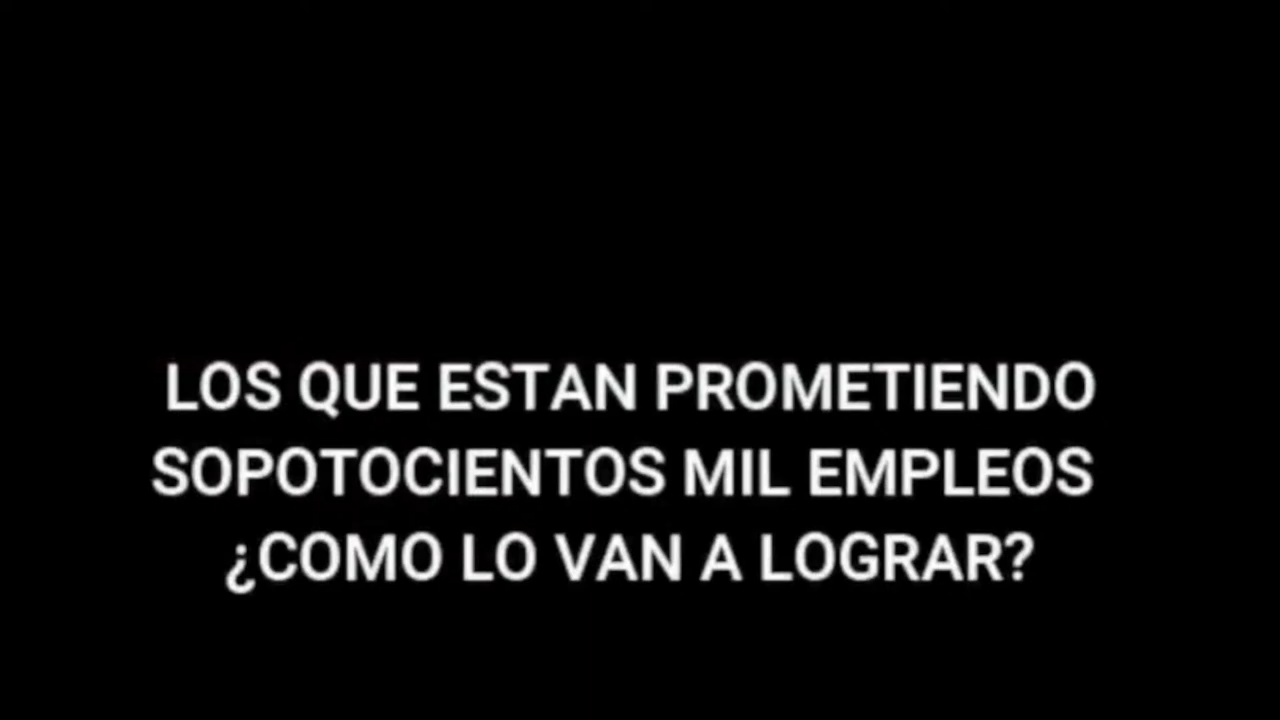 LOS QUE ESTAN PROMETIENDO
SOPOTOCIENTOS MIL EMPLEOS
¿COMO LO VAN A LOGRAR?